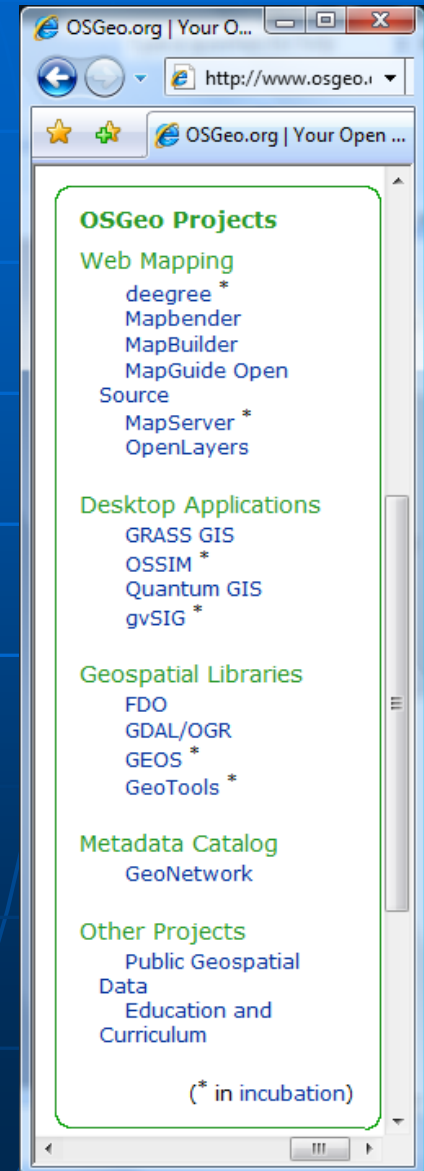 OSGeo.org | Your O...
http://www.osgeo.
OSGeo.org | Your Open ...
OSGeo Projects
Web Mapping
deegree *
Mapbender
MapBuilder
MapGuide Open
Source
MapServer *
OpenLayers
Desktop Applications
GRASS GIS
OSSIM *
Quantum GIS
gvSIG *
Geospatial Libraries
FDO
GDAL/OGR
GEOS *
GeoTools *
Metadata Catalog
GeoNetwork
Other Projects
Public Geospatial
Data
Education and
Curriculum
(* in incubation)